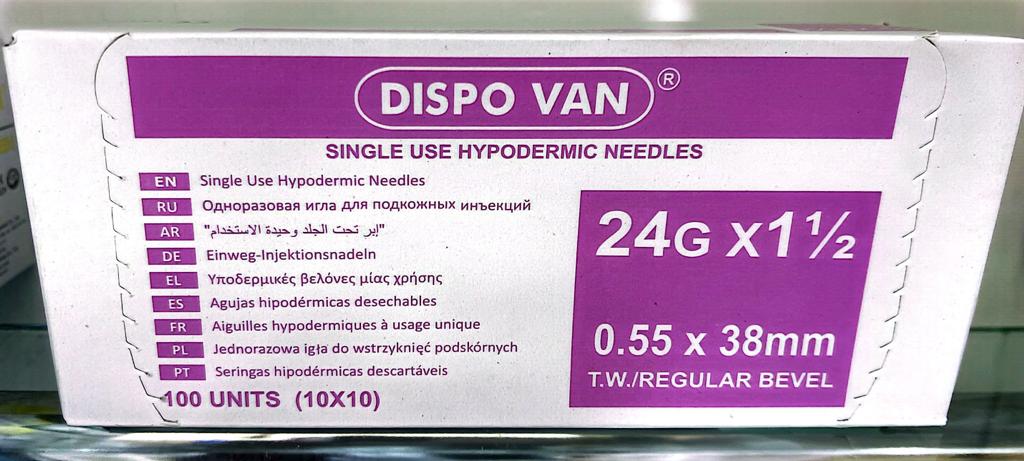 DISPO VAN®
SINGLE USE HYPODERMIC NEEDLES
EN Single Use Hypodermic Needles
RU Одноразовая игла для подкожных инъекций
AR "إبر تحت الجلد وحيدة الاستخدام"
DE Einweg-Injektionsnadeln
EL Υποδερμικές βελόνες μίας χρήσης
ES Agujas hipodérmicas desechables
FR Aiguilles hypodermiques à usage unique
PL Jednorazowa igła do wstrzyknięć podskórnych
PT Seringas hipodérmicas descartáveis
100 UNITS (10X10)
24G X1½
0.55 x 38mm
T.W./REGULAR BEVEL